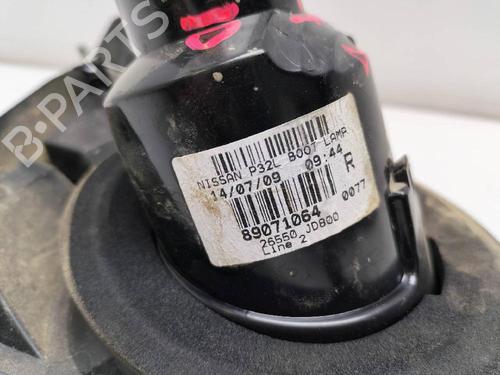 B-PARTS
NISSAN P32L BOOT LAMP
14/07/09 09:44 R
89071064 0077
26550 JD800
Line 2